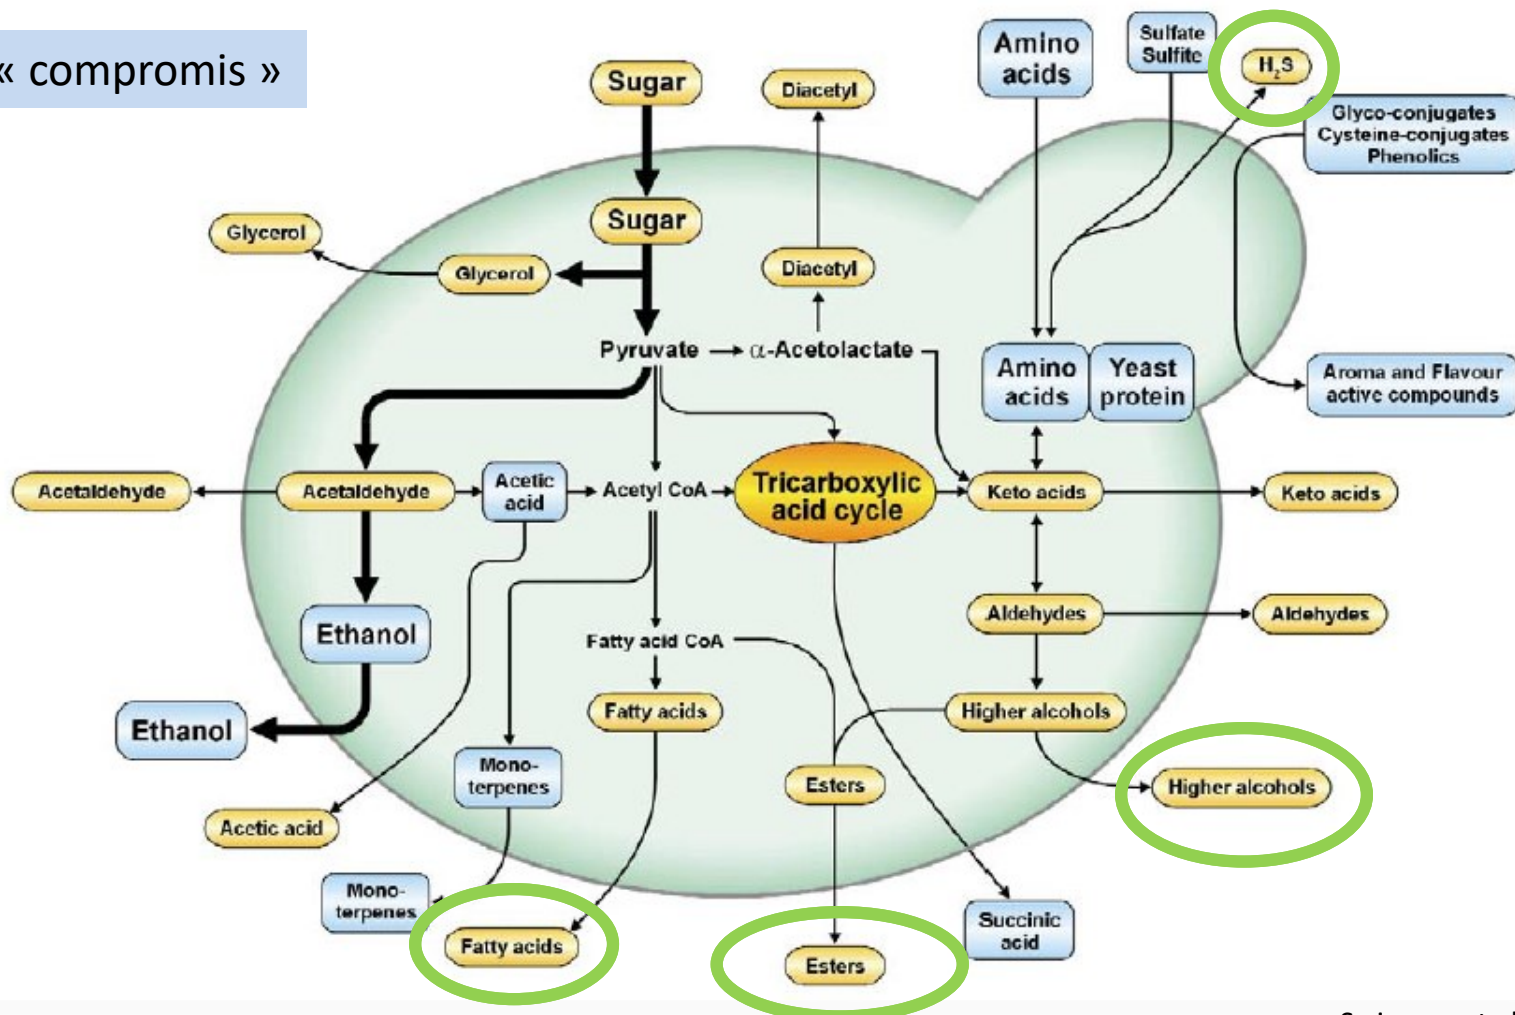 « compromis »
Sugar
Diacetyl
Amino
acids
Sulfate
Sulfite
H₂S
Glyco-conjugates
Cysteine-conjugates
Phenolics
Sugar
Glycerol
Glycerol
Diacetyl
Pyruvate
α-Acetolactate
Amino
acids
Yeast
protein
Aroma and Flavour
active compounds
Acetaldehyde
Acetaldehyde
Acetic
acid
Acetyl CoA
Tricarboxylic
acid cycle
Keto acids
Keto acids
Ethanol
Fatty acid CoA
Aldehydes
Aldehydes
Ethanol
Fatty acids
Higher alcohols
Mono-
terpenes
Esters
Higher alcohols
Acetic acid
Mono-
terpenes
Fatty acids
Esters
Succinic
acid